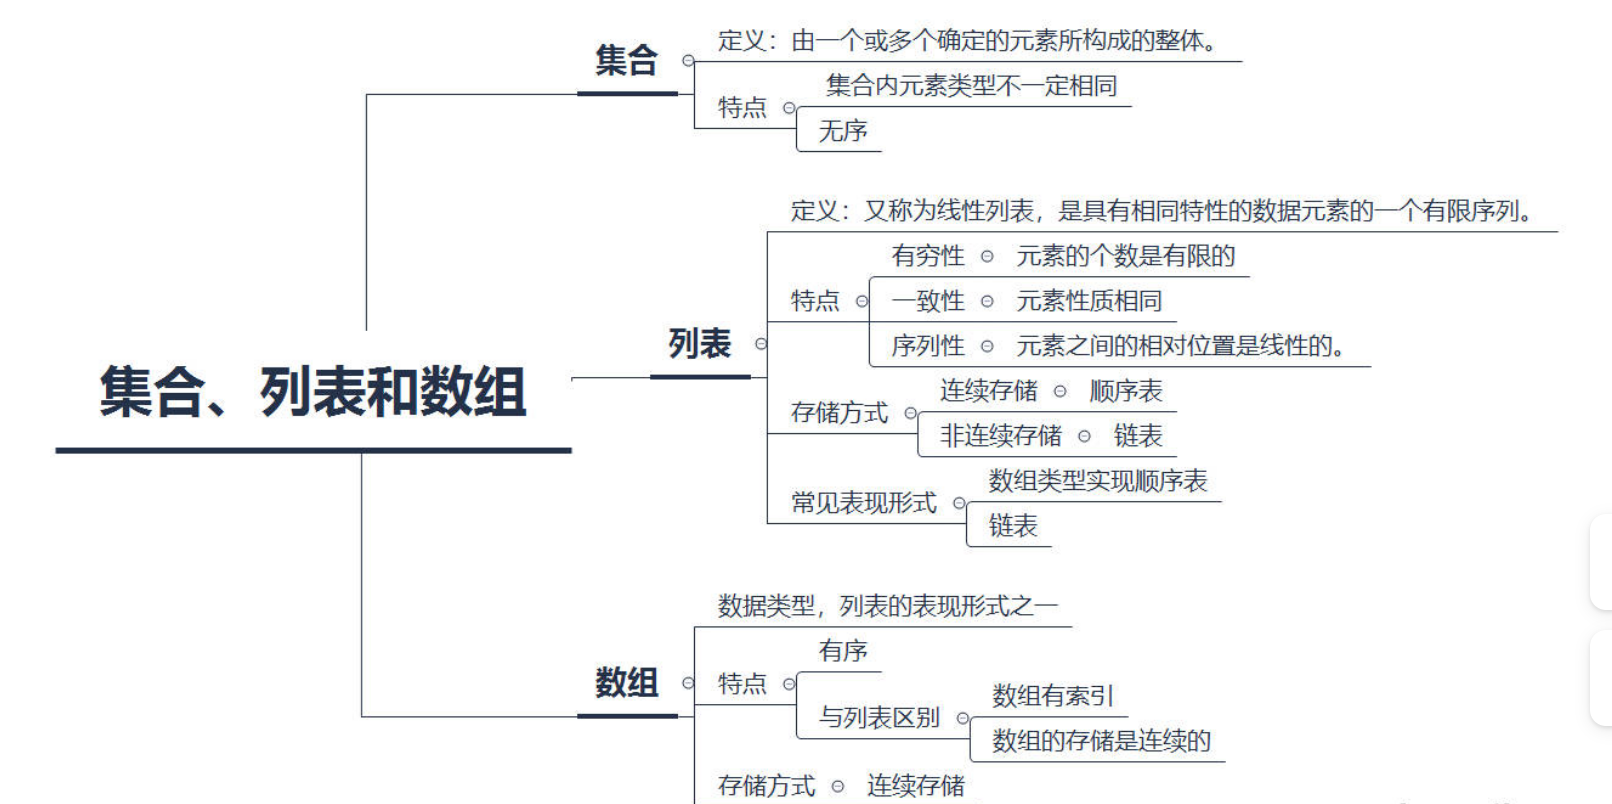 集合
定义：由一个或多个确定的元素所构成的整体。
特点
集合内元素类型不一定相同
无序
集合、列表和数组
列表
定义：又称为线性列表，是具有相同特性的数据元素的一个有限序列。
特点
有穷性
元素的个数是有限的
一致性
元素性质相同
序列性
元素之间的相对位置是线性的。
存储方式
连续存储
顺序表
非连续存储
链表
常见表现形式
数组类型实现顺序表
链表
数组
数据类型，列表的表现形式之一
特点
有序
与列表区别
数组有索引
数组的存储是连续的
存储方式
连续存储